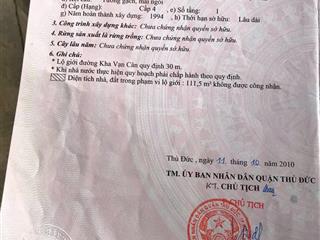 Tường gạch, mái ngói
d) Cấp (Hạng): Cấp 4 , e) Số tầng: 1
g) Năm hoàn thành xây dựng: 1994 h) Thời hạn sở hữu: Lâu dài
3. Công trình xây dựng khác: Chưa chứng nhận quyền sở hữu.
4. Rừng sản xuất là rừng trồng: Chưa chứng nhận quyền sở hữu.
5. Cây lâu năm: Chưa chứng nhận quyền sở hữu.
6. Ghi chú:
* Lộ giới đường Kha Vạn Cân quy định 30 m.
* Khi nhà nước thực hiện quy hoạch phải chấp hành theo quy định.
Diện tích nhà, đất trong phạm vi lộ giới : 111,5 m² không được công nhận.
Thủ Đức, ngày 11 tháng 10 năm 2010
TM. ỦY BAN NHÂN DÂN QUẬN THỦ ĐỨC
KT. CHỦ TỊCH
CHỦ TỊCH